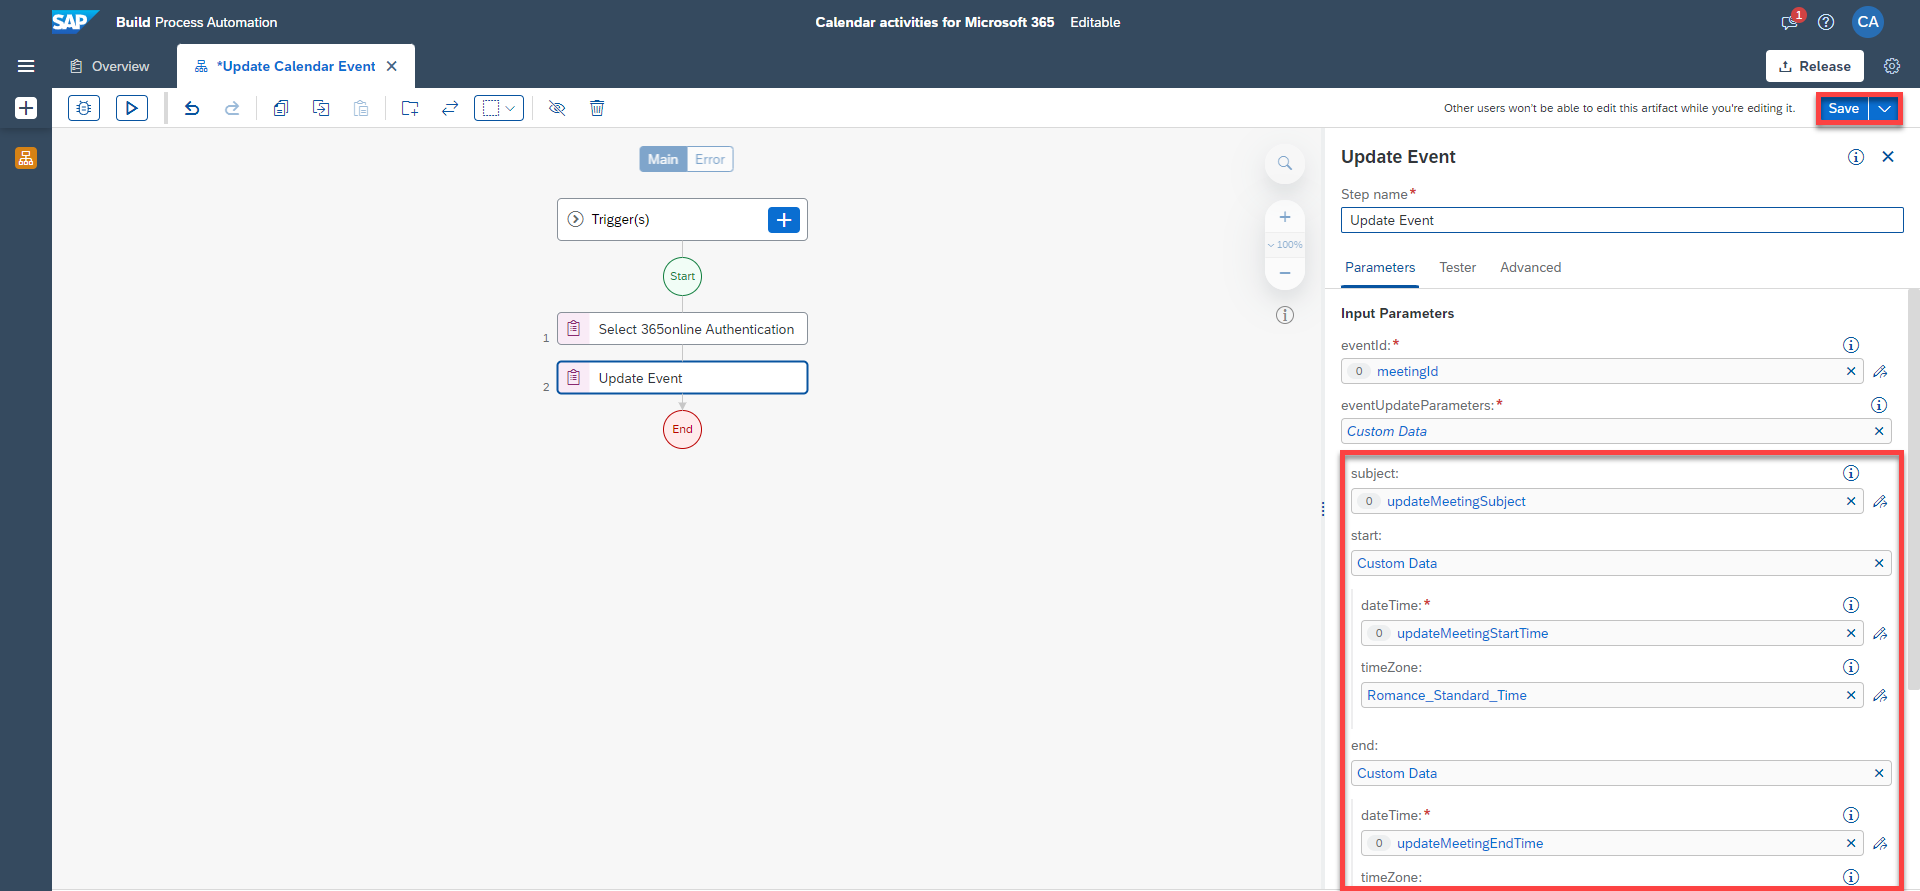 SAP Build Process Automation
Calendar activities for Microsoft 365 Editable
1
CA
Overview
*Update Calendar Event
Release
Other users won't be able to edit this artifact while you're editing it.
Save
Main Error
Trigger(s)
Start
1 Select 365online Authentication
2 Update Event
End
100%
Update Event
Step name*
Update Event
Parameters Tester Advanced
Input Parameters
eventId:*
0 meetingId
eventUpdateParameters:*
Custom Data
subject:
0 updateMeetingSubject
start:
Custom Data
dateTime:*
0 updateMeetingStartTime
timeZone:
Romance_Standard_Time
end:
Custom Data
dateTime:*
0 updateMeetingEndTime
timeZone: